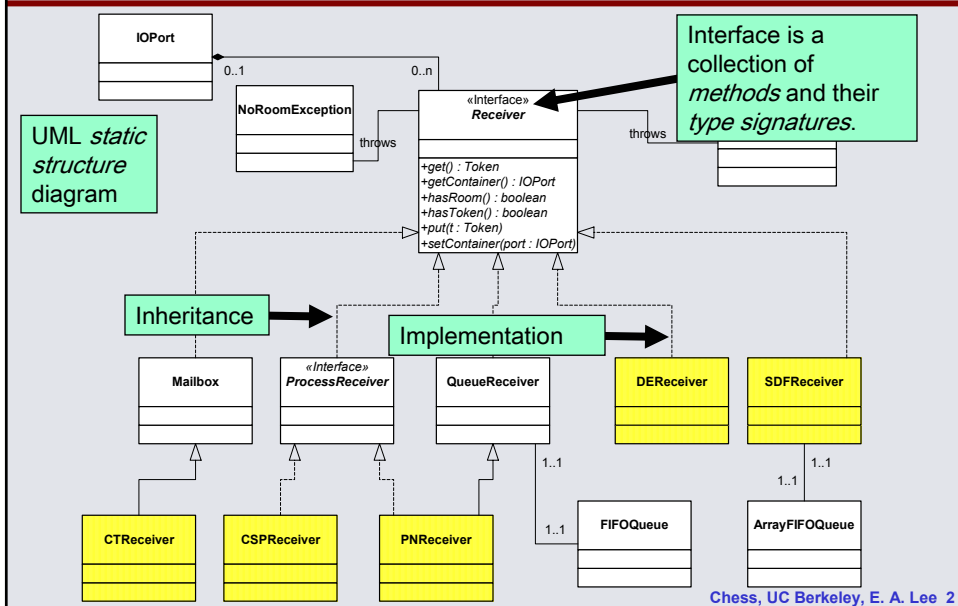 IOPort
0..1
0..n
NoRoomException
throws
«Interface»
Receiver
+get() : Token
+getContainer() : IOPort
+hasRoom() : boolean
+hasToken() : boolean
+put(t : Token)
+setContainer(port : IOPort)
throws
Interface is a
collection of
methods and their
type signatures.
UML static
structure
diagram
Inheritance
Implementation
Mailbox
«Interface»
ProcessReceiver
QueueReceiver
DEReceiver
SDFReceiver
1..1
1..1
1..1
1..1
CTReceiver
CSPReceiver
PNReceiver
FIFOQueue
ArrayFIFOQueue
Chess, UC Berkeley, E. A. Lee 2